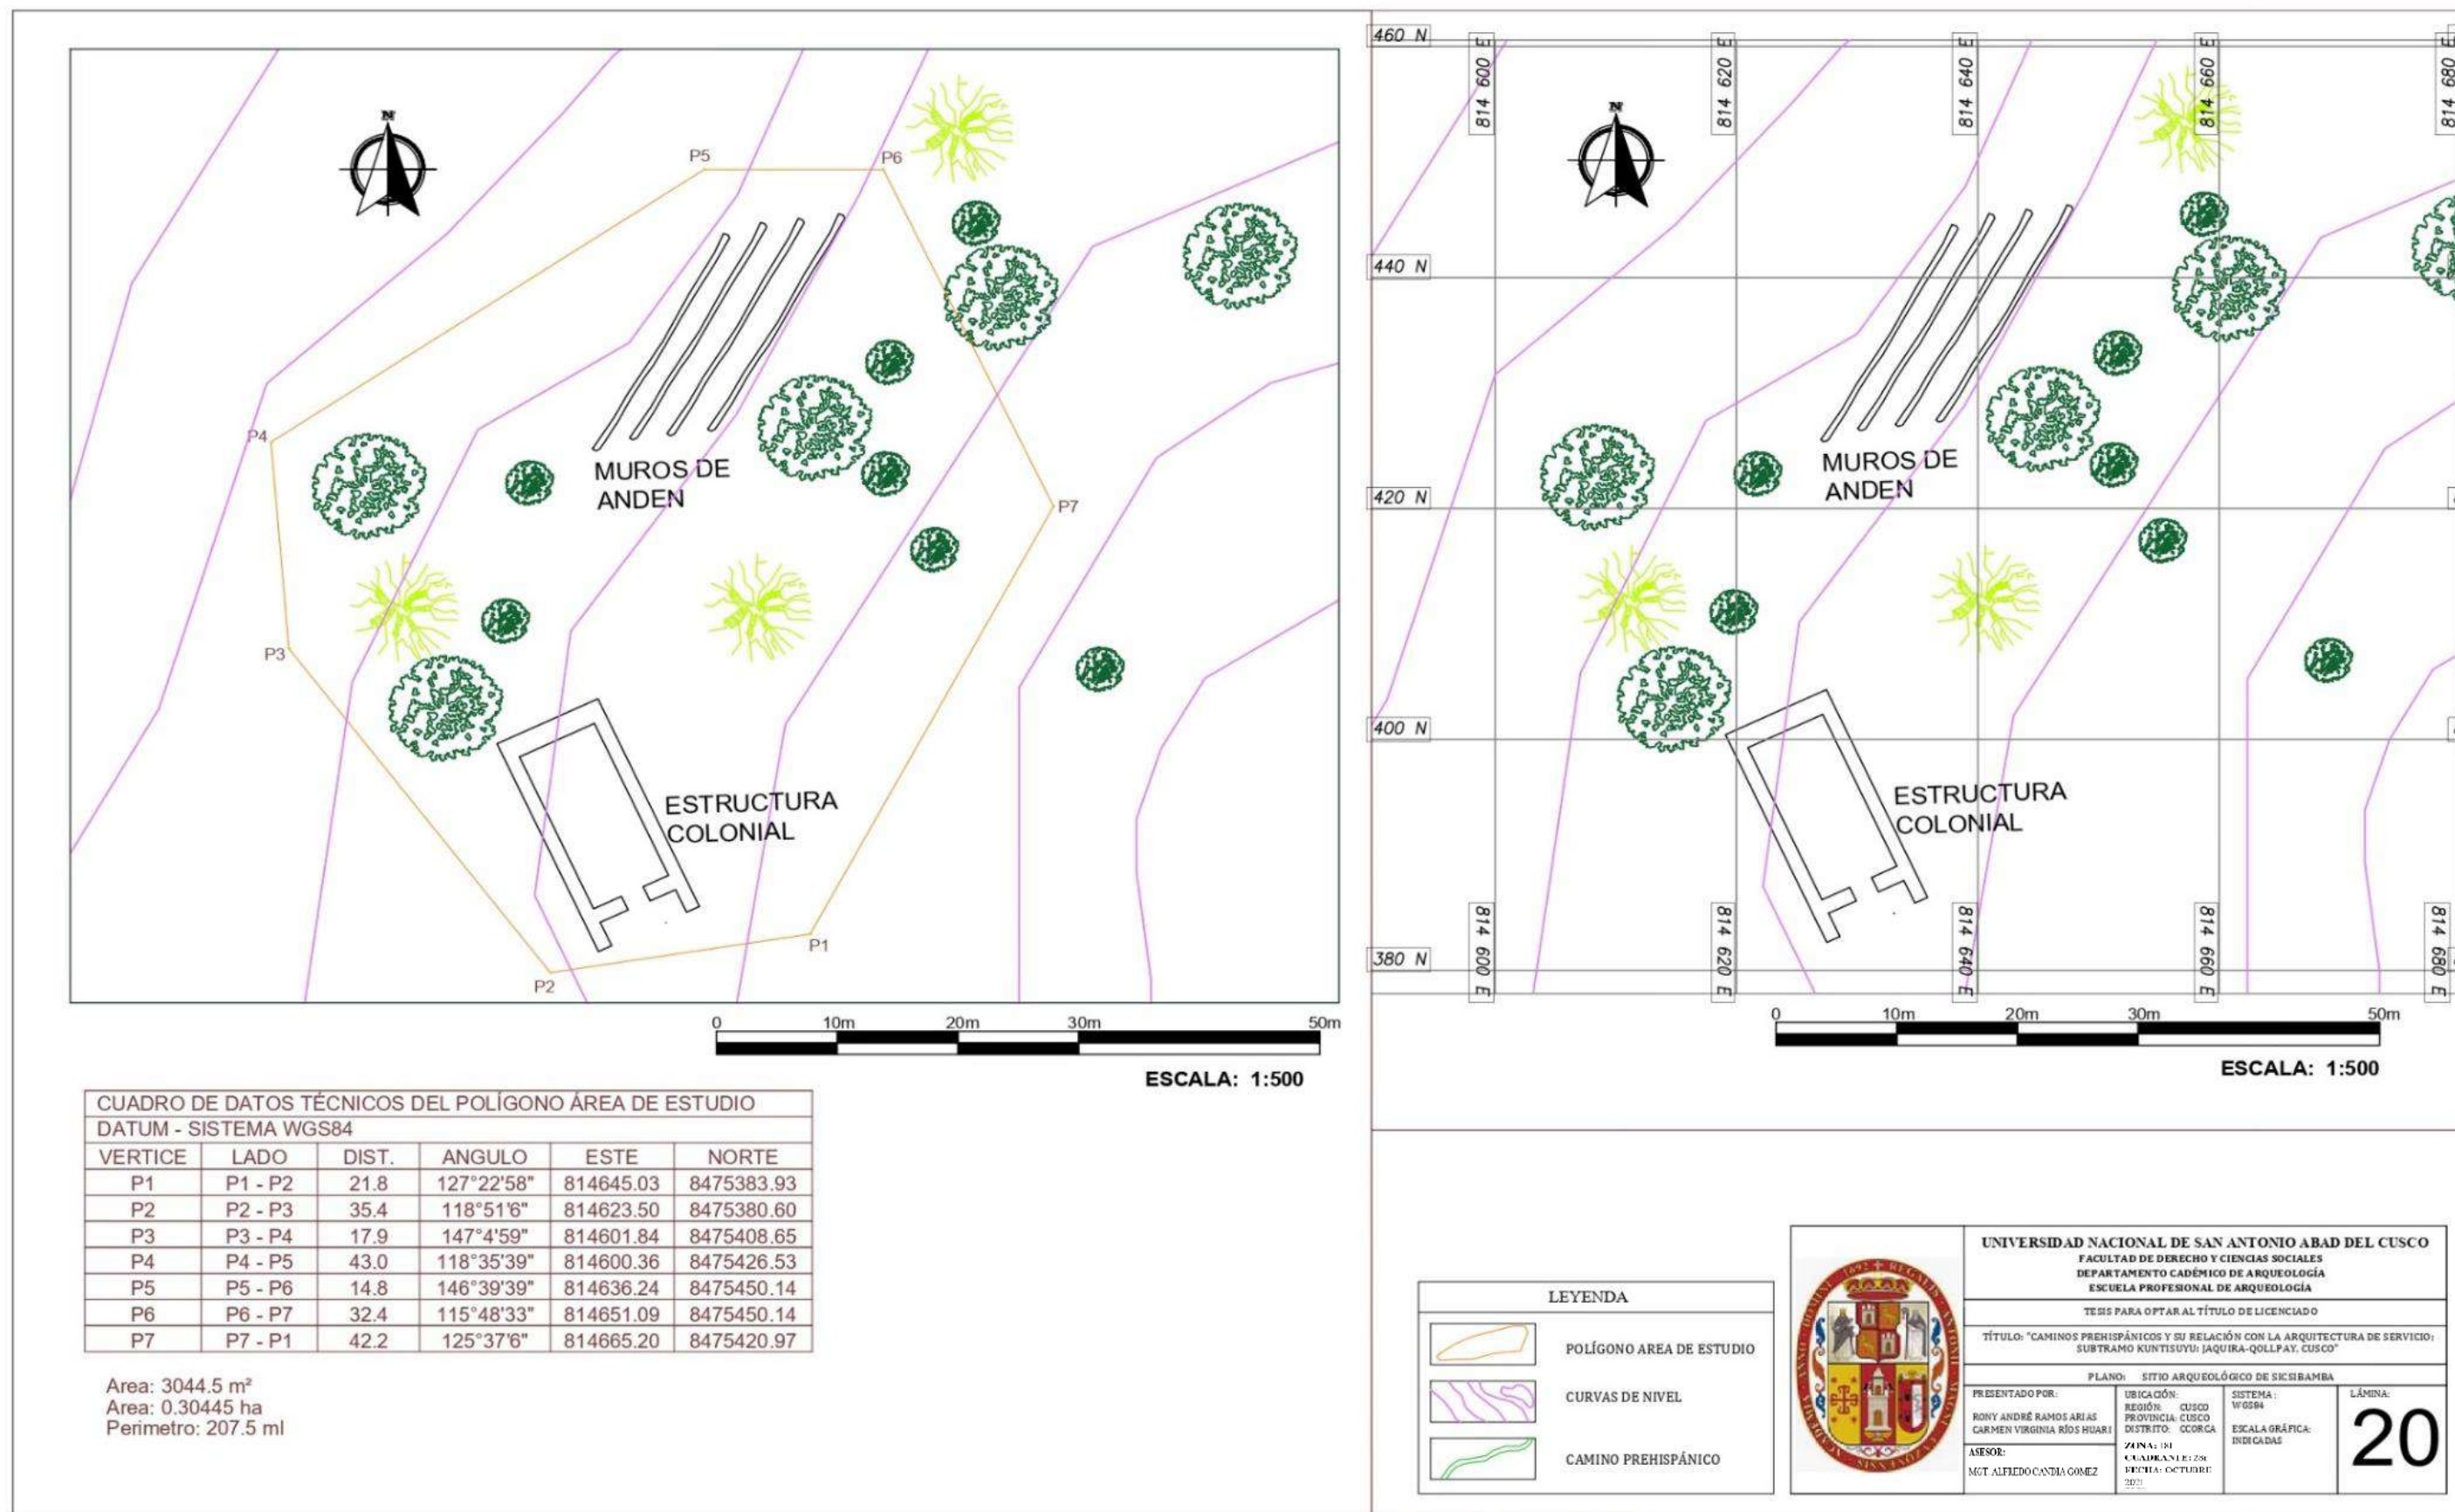 N
P5
P6
P4
P7
P3
P1
P2
MUROS DE
ANDEN
ESTRUCTURA
COLONIAL
0 10m 20m 30m 50m
ESCALA: 1:500
CUADRO DE DATOS TÉCNICOS DEL POLÍGONO ÁREA DE ESTUDIO
DATUM - SISTEMA WGS84
VERTICE LADO DIST. ANGULO ESTE NORTE
P1 P1 - P2 21.8 127°22'58" 814645.03 8475383.93
P2 P2 - P3 35.4 118°51'6" 814623.50 8475380.60
P3 P3 - P4 17.9 147°4'59" 814601.84 8475408.65
P4 P4 - P5 43.0 118°35'39" 814600.36 8475426.53
P5 P5 - P6 14.8 146°39'39" 814636.24 8475450.14
P6 P6 - P7 32.4 115°48'33" 814651.09 8475450.14
P7 P7 - P1 42.2 125°37'6" 814665.20 8475420.97
Area: 3044.5 m²
Area: 0.30445 ha
Perimetro: 207.5 ml
460 N
814 600 E
814 620 E
814 640 E
814 660 E
814 680 E
N
440 N
MUROS DE
ANDEN
420 N
400 N
ESTRUCTURA
COLONIAL
380 N
814 600 E
814 620 E
814 640 E
814 660 E
814 680 E
0 10m 20m 30m 50m
ESCALA: 1:500
LEYENDA
POLÍGONO AREA DE ESTUDIO
CURVAS DE NIVEL
CAMINO PREHISPÁNICO
UNIVERSIDAD NACIONAL DE SAN ANTONIO ABAD DEL CUSCO
FACULTAD DE DERECHO Y CIENCIAS SOCIALES
DEPARTAMENTO CADÉMICO DE ARQUEOLOGÍA
ESCUELA PROFESIONAL DE ARQUEOLOGÍA
TESIS PARA OPTAR AL TÍTULO DE LICENCIADO
TÍTULO: "CAMINOS PREHISPÁNICOS Y SU RELACIÓN CON LA ARQUITECTURA DE SERVICIO:
SUBTRAMO KUNTISUYU: JAQUIRA-QOLLPAY, CUSCO"
PLANO: SITIO ARQUEOLÓGICO DE SICSIBAMBA
PRESENTADO POR:
RONY ANDRÉ RAMOS ARIAS
CARMEN VIRGINIA RÍOS HUARI
ASESOR:
MGT. ALFREDO CANDIA GOMEZ
UBICACIÓN:
REGIÓN: CUSCO
PROVINCIA: CUSCO
DISTRITO: CCORCA
ZONA:
CUADRANTE:
FECHA: OCTUBRE
SISTEMA:
WGS84
ESCALA GRÁFICA:
INDICADAS
LÁMINA:
20